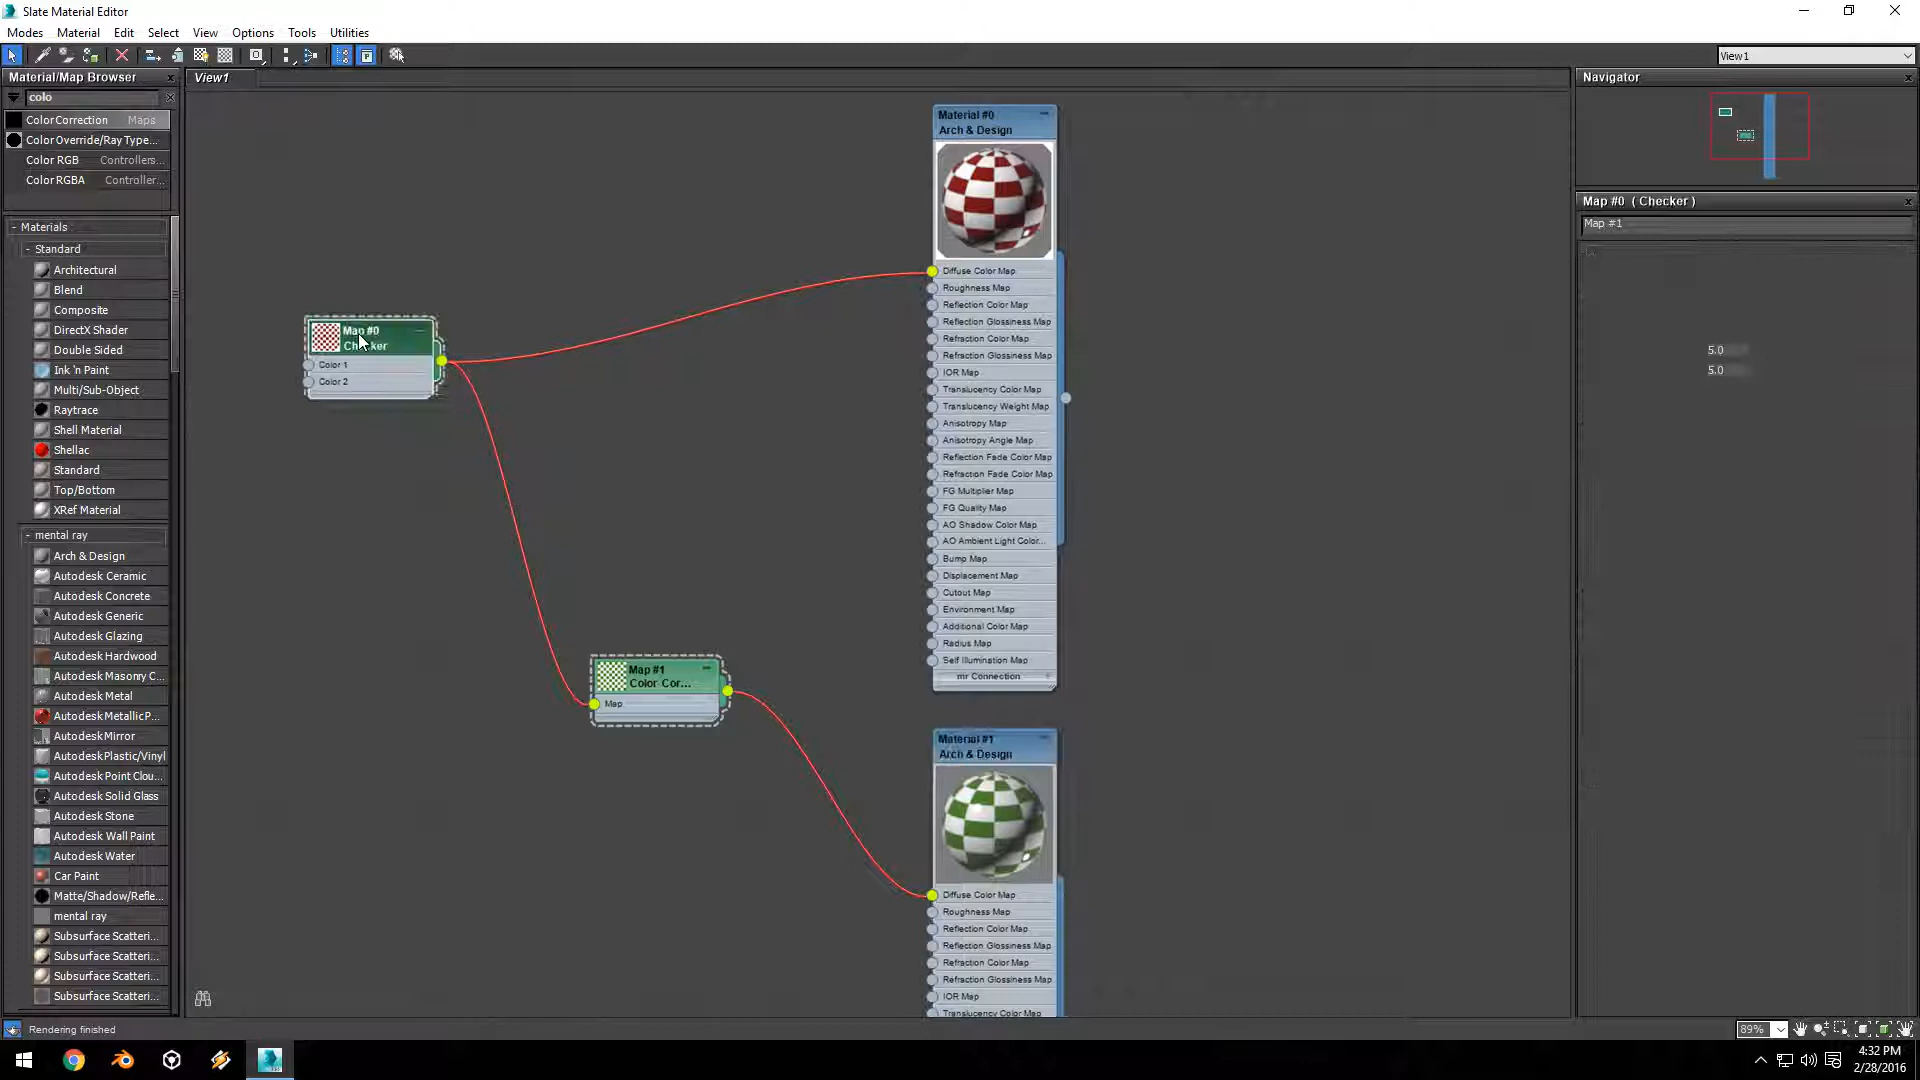 Slate Material Editor
Modes Material Edit Select View Options Tools Utilities
View1
Material/Map Browser
colo
Color Correction Maps
Color Override/Ray Type...
Color RGB Controllers...
Color RGBA Controller...
- Materials
- Standard
Architectural
Blend
Composite
DirectX Shader
Double Sided
Ink 'n Paint
Multi/Sub-Object
Raytrace
Shell Material
Shellac
Standard
Top/Bottom
XRef Material
- mental ray
Arch & Design
Autodesk Ceramic
Autodesk Concrete
Autodesk Generic
Autodesk Glazing
Autodesk Hardwood
Autodesk Masonry C...
Autodesk Metal
Autodesk Metallic P...
Autodesk Mirror
Autodesk Plastic/Vinyl
Autodesk Point Clou...
Autodesk Solid Glass
Autodesk Stone
Autodesk Wall Paint
Autodesk Water
Car Paint
Matte/Shadow/Refle...
mental ray
Subsurface Scatteri...
Subsurface Scatteri...
Subsurface Scatteri...
Subsurface Scatteri...
View1
Map #0
Checker
Color 1
Color 2
Map #1
Color Cor...
Map
Material #0
Arch & Design
Diffuse Color Map
Roughness Map
Reflection Color Map
Reflection Glossiness Map
Refraction Color Map
Refraction Glossiness Map
IOR Map
Translucency Color Map
Translucency Weight Map
Anisotropy Map
Anisotropy Angle Map
Reflection Fade Color Map
Refraction Fade Color Map
FG Multiplier Map
FG Quality Map
AO Shadow Color Map
AO Ambient Light Color...
Bump Map
Displacement Map
Cutout Map
Environment Map
Additional Color Map
Radius Map
Self Illumination Map
mr Connection +
Material #1
Arch & Design
Diffuse Color Map
Roughness Map
Reflection Color Map
Reflection Glossiness Map
Refraction Color Map
Refraction Glossiness Map
IOR Map
Translucency Color Map
Navigator
Map #0 ( Checker )
Map #1
5.0
5.0
Rendering finished
89%
4:32 PM
2/28/2016